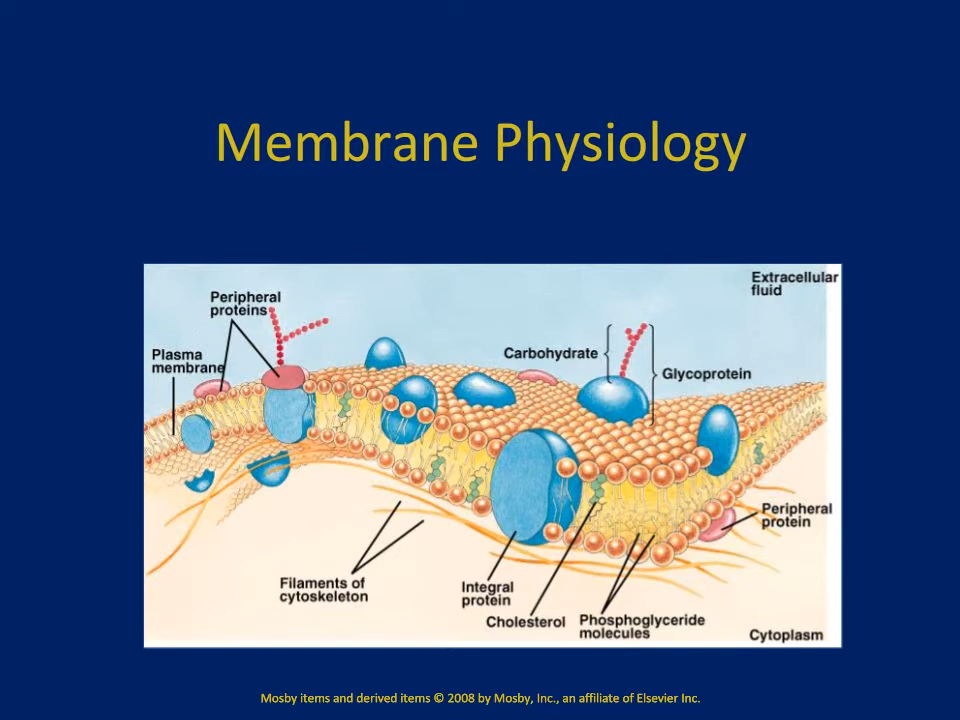 Membrane Physiology
Extracellular
fluid
Peripheral
proteins
Plasma
membrane
Carbohydrate
Glycoprotein
Peripheral
protein
Filaments of
cytoskeleton
Integral
protein
Cholesterol
Phosphoglyceride
molecules
Cytoplasm
Mosby items and derived items © 2008 by Mosby, Inc., an affiliate of Elsevier Inc.